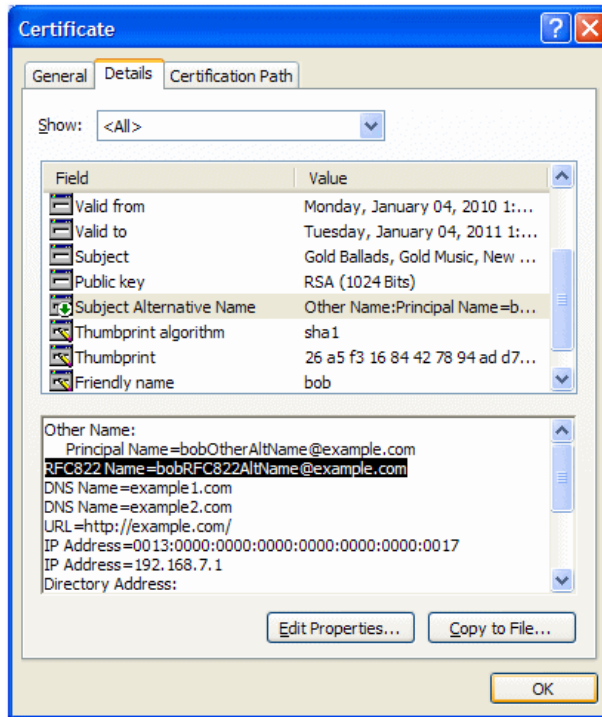 Certificate
General Details Certification Path
Show: <All>
Field Value
Valid from Monday, January 04, 2010 1:...
Valid to Tuesday, January 04, 2011 1:...
Subject Gold Ballads, Gold Music, New ...
Public key RSA (1024 Bits)
Subject Alternative Name Other Name:Principal Name=b...
Thumbprint algorithm sha1
Thumbprint 26 a5 f3 16 84 42 78 94 ad d7...
Friendly name bob
Other Name:
Principal Name=bobOtherAltName@example.com
RFC822 Name=bobRFC822AltName@example.com
DNS Name=example1.com
DNS Name=example2.com
URL=http://example.com/
IP Address=0013:0000:0000:0000:0000:0000:0000:0017
IP Address=192.168.7.1
Directory Address:
Edit Properties... Copy to File...
OK